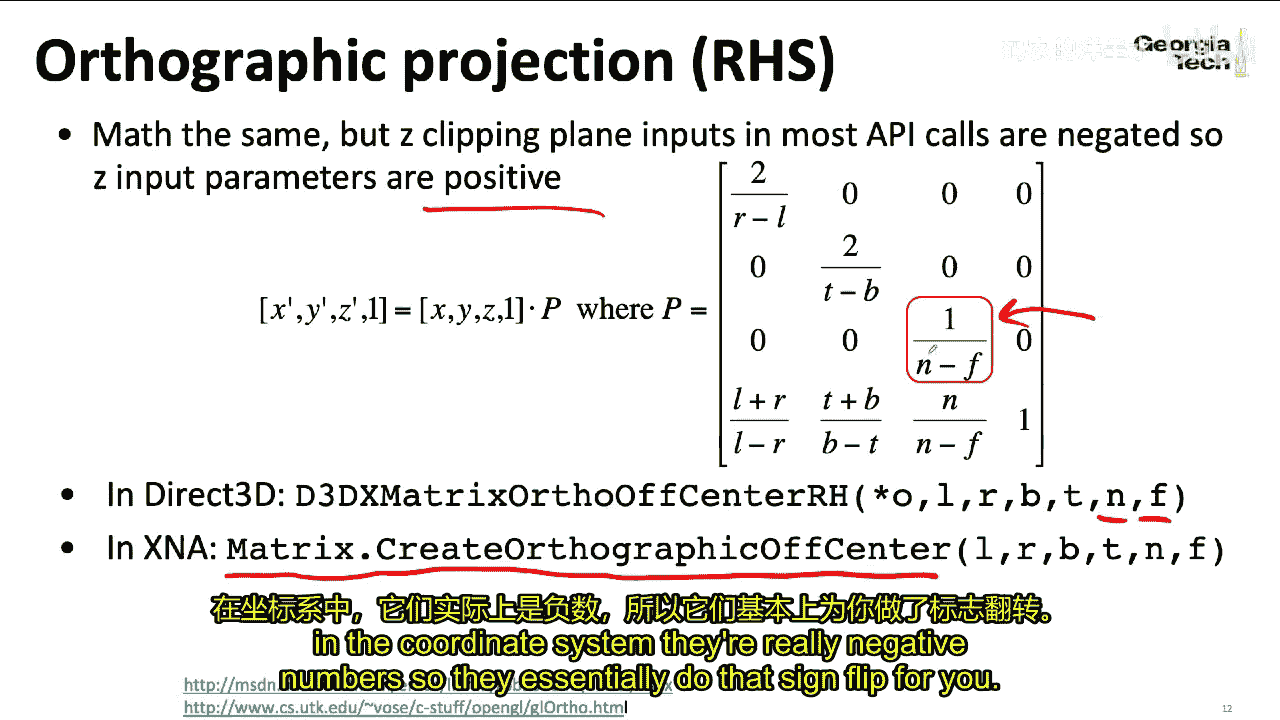 Orthographic projection (RHS)
Georgia
Tech
• Math the same, but z clipping plane inputs in most API calls are negated so
z input parameters are positive
[x',y',z',1] = [x,y,z,1]· P where P =
2/(r − l) 0 0 0
0 2/(t − b) 0 0
0 0 1/(n − f) 0
(l + r)/(l − r) (t + b)/(b − t) n/(n − f) 1
• In Direct3D: D3DXMatrixOrthoOffCenterRH(*o,l,r,b,t,n,f)
• In XNA: Matrix.CreateOrthographicOffCenter(l,r,b,t,n,f)
在坐标系中，它们实际上是负数，所以它们基本上为你做了标志翻转。
in the coordinate system they're really negative
numbers so they essentially do that sign flip for you.
http://msdn.
http://www.cs.utk.edu/~vose/c-stuff/opengl/glOrtho.html
12